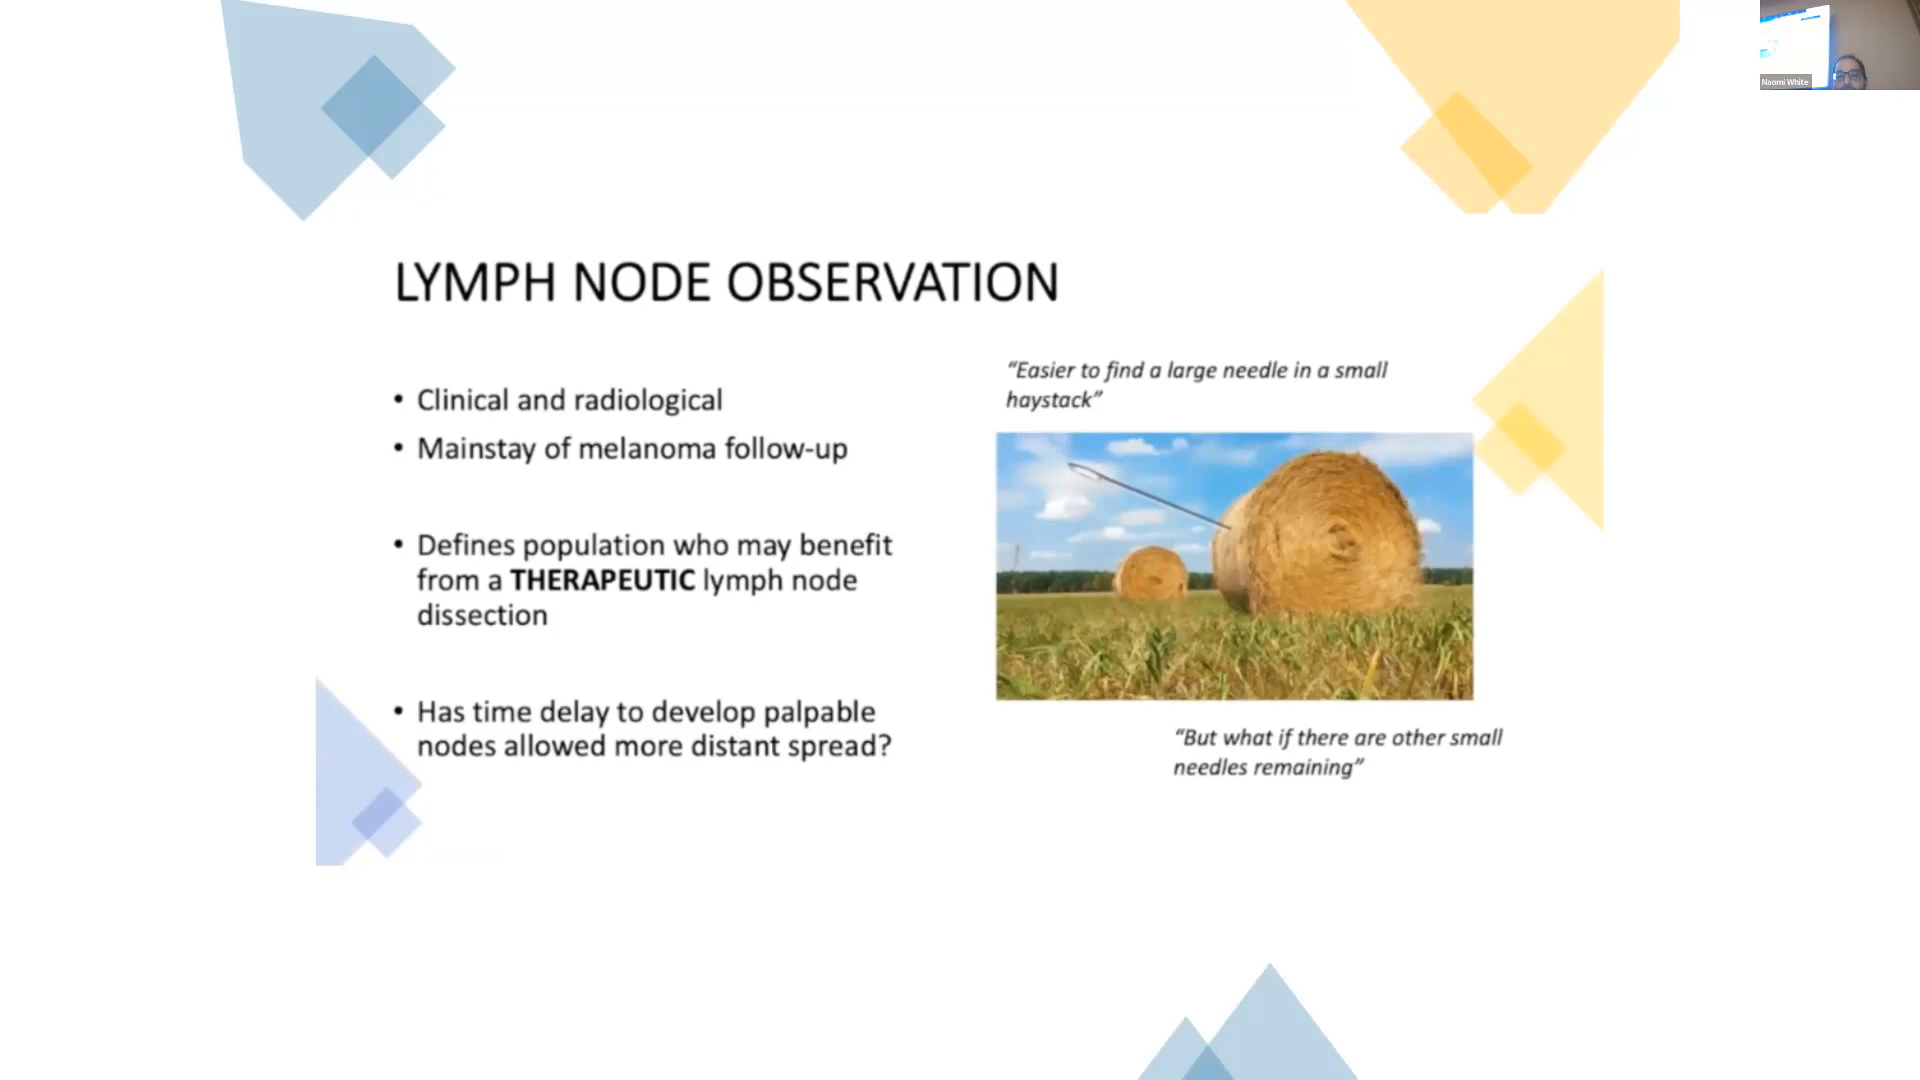 Naomi White
LYMPH NODE OBSERVATION
• Clinical and radiological
• Mainstay of melanoma follow-up
• Defines population who may benefit
from a THERAPEUTIC lymph node
dissection
• Has time delay to develop palpable
nodes allowed more distant spread?
“Easier to find a large needle in a small
haystack”
“But what if there are other small
needles remaining”